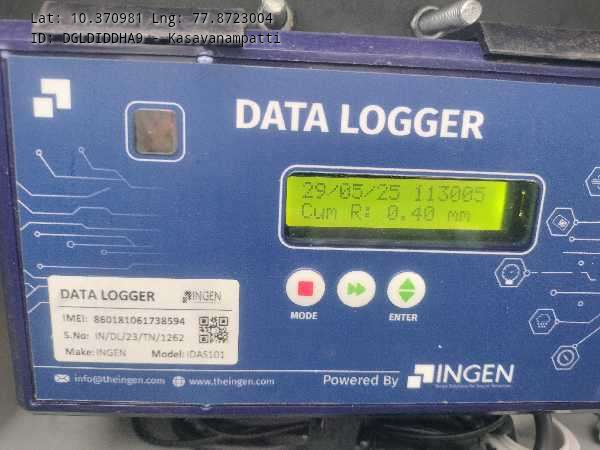 Lat: 10.370981 Lng: 77.8723004
ID: DGLDIDDHA9 - Kasavanampatti
DATA LOGGER
29/05/25 113005
Cum R: 0.40 mm
MODE
ENTER
DATA LOGGER INGEN
IMEI: 860181061738594
S.No: IN/DL/23/TN/1262
Make: INGEN Model: iDAS101
info@theingen.com www.theingen.com Powered By INGEN